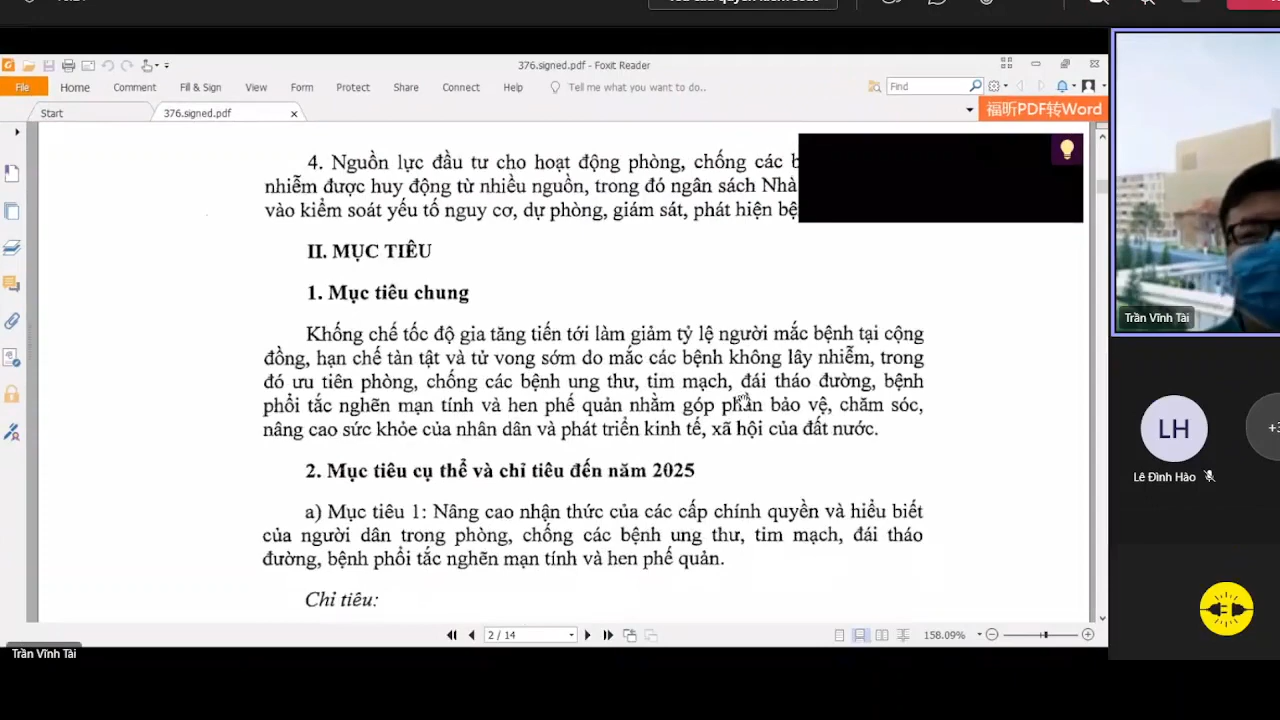 376.signed.pdf - Foxit Reader
File Home Comment Fill & Sign Form View Protect Share Connect Help Tell me what you want to do.. Find
Start 376.signed.pdf 福昕PDF转Word
4. Nguồn lực đầu tư cho hoạt động phòng, chống các
nhiễm được huy động từ nhiều nguồn, trong đó ngân sách Nhà
vào kiểm soát yếu tố nguy cơ, dự phòng, giám sát, phát hiện
II. MỤC TIÊU
1. Mục tiêu chung
Khống chế tốc độ gia tăng tiến tới làm giảm tỷ lệ người mắc bệnh tại cộng
đồng, hạn chế tàn tật và tử vong sớm do mắc các bệnh không lây nhiễm, trong
đó ưu tiên phòng, chống các bệnh ung thư, tim mạch, đái tháo đường, bệnh
phổi tắc nghẽn mạn tính và hen phế quản nhằm góp phần bảo vệ, chăm sóc,
nâng cao sức khỏe của nhân dân và phát triển kinh tế, xã hội của đất nước.
2. Mục tiêu cụ thể và chỉ tiêu đến năm 2025
a) Mục tiêu 1: Nâng cao nhận thức của các cấp chính quyền và hiểu biết
của người dân trong phòng, chống các bệnh ung thư, tim mạch, đái tháo
đường, bệnh phổi tắc nghẽn mạn tính và hen phế quản.
Chỉ tiêu:
2 / 14 158.09%
Trần Vĩnh Tài
Trần Vĩnh Tài
LH
Lê Đình Hào